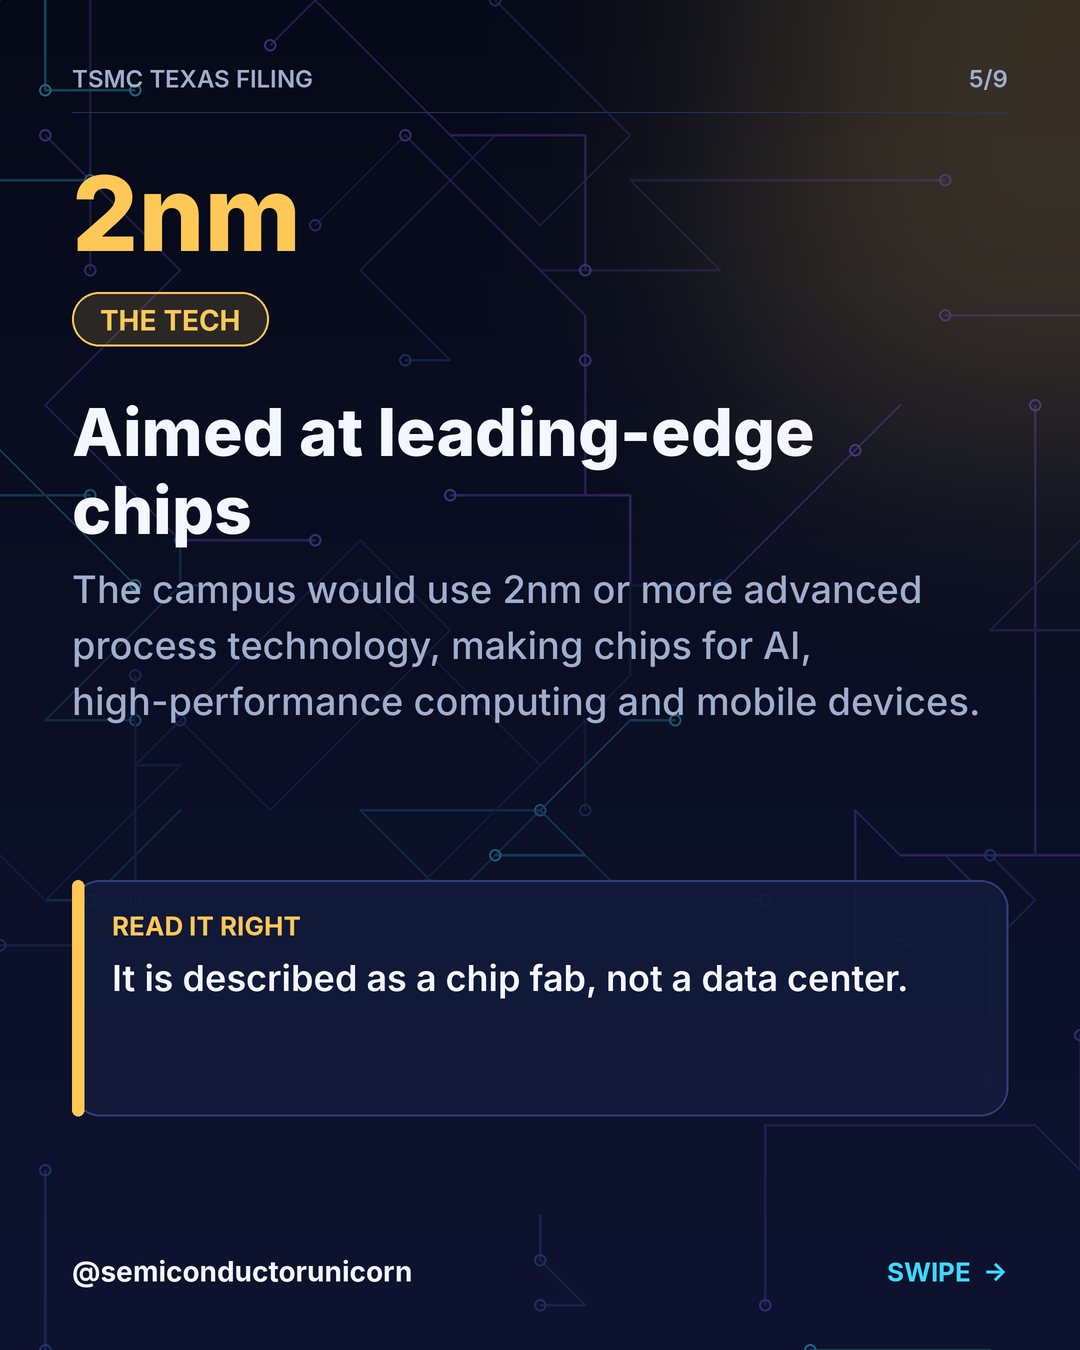 TSMC TEXAS FILING
5/9
2nm
THE TECH
Aimed at leading-edge
chips
The campus would use 2nm or more advanced
process technology, making chips for AI,
high-performance computing and mobile devices.
READ IT RIGHT
It is described as a chip fab, not a data center.
@semiconductorunicorn
SWIPE →